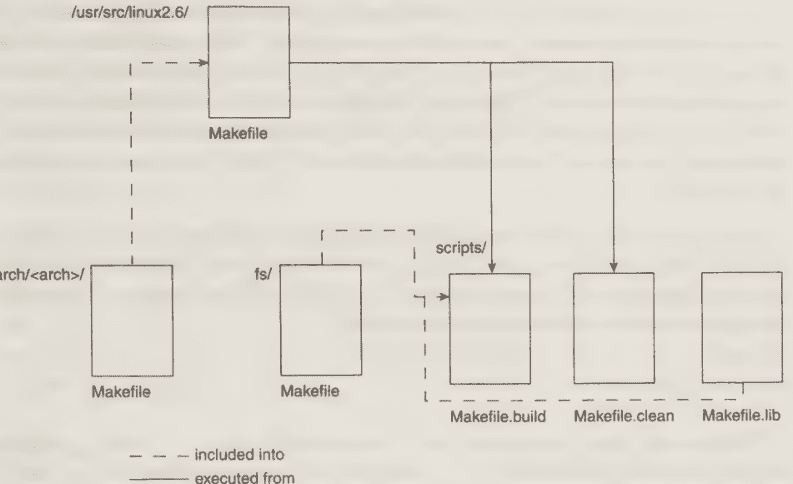 /usr/src/linux2.6/
Makefile
scripts/
arch/<arch>/
fs/
Makefile
Makefile
Makefile.build
Makefile.clean
Makefile.lib
included into
executed from